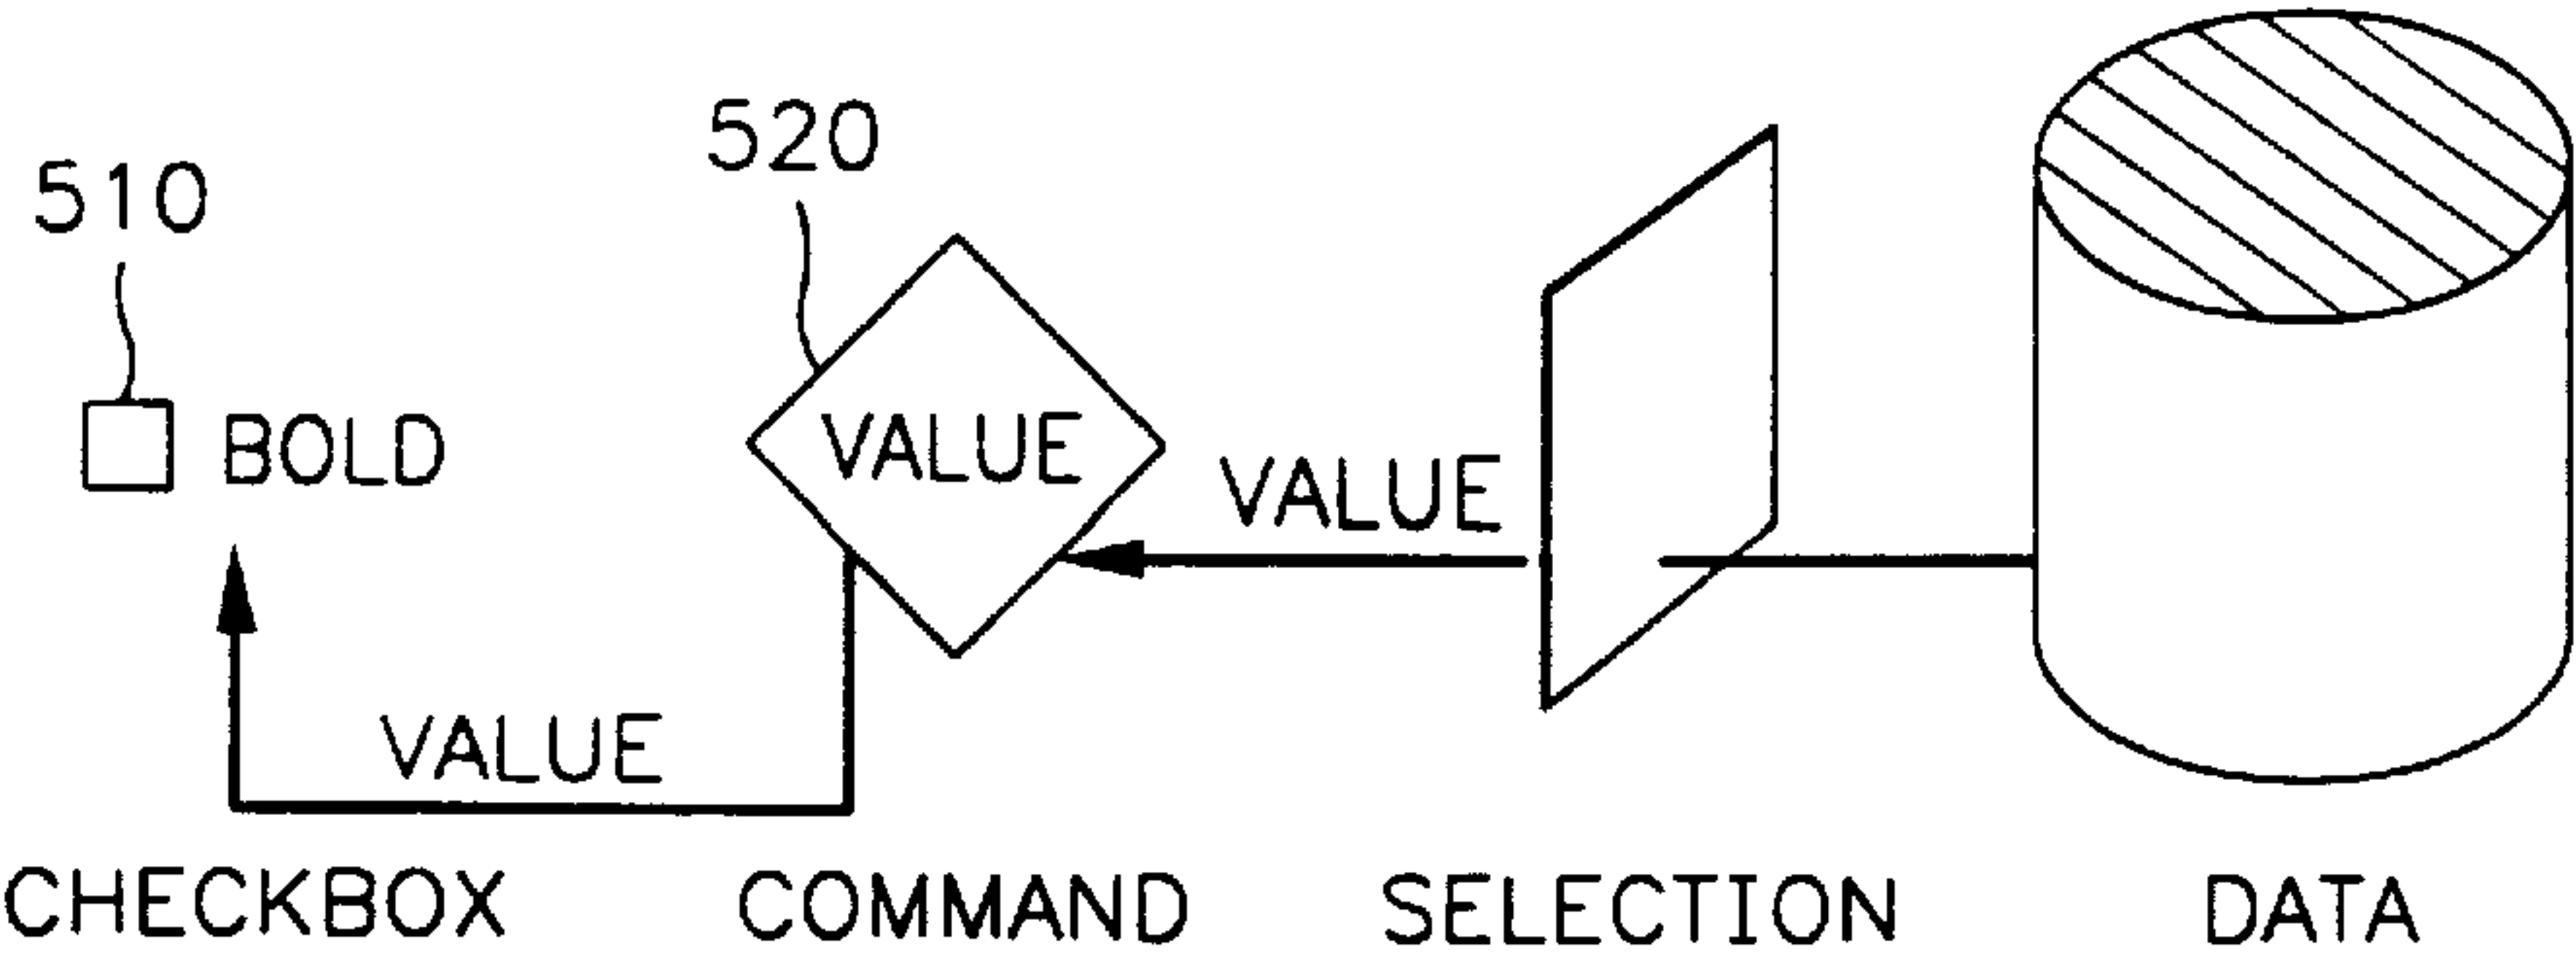 520
510
BOLD
VALUE
VALUE
VALUE
CHECKBOX COMMAND SELECTION DATA